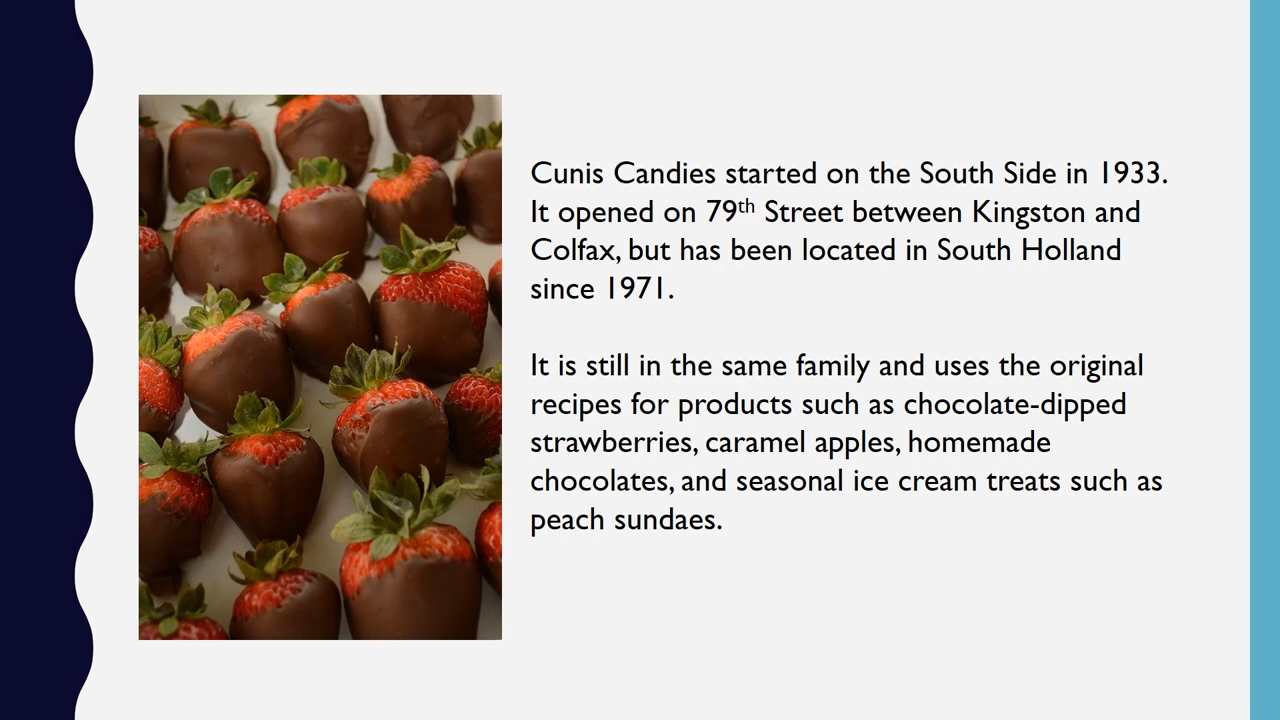 Cunis Candies started on the South Side in 1933.
It opened on 79th Street between Kingston and
Colfax, but has been located in South Holland
since 1971.
It is still in the same family and uses the original
recipes for products such as chocolate-dipped
strawberries, caramel apples, homemade
chocolates, and seasonal ice cream treats such as
peach sundaes.